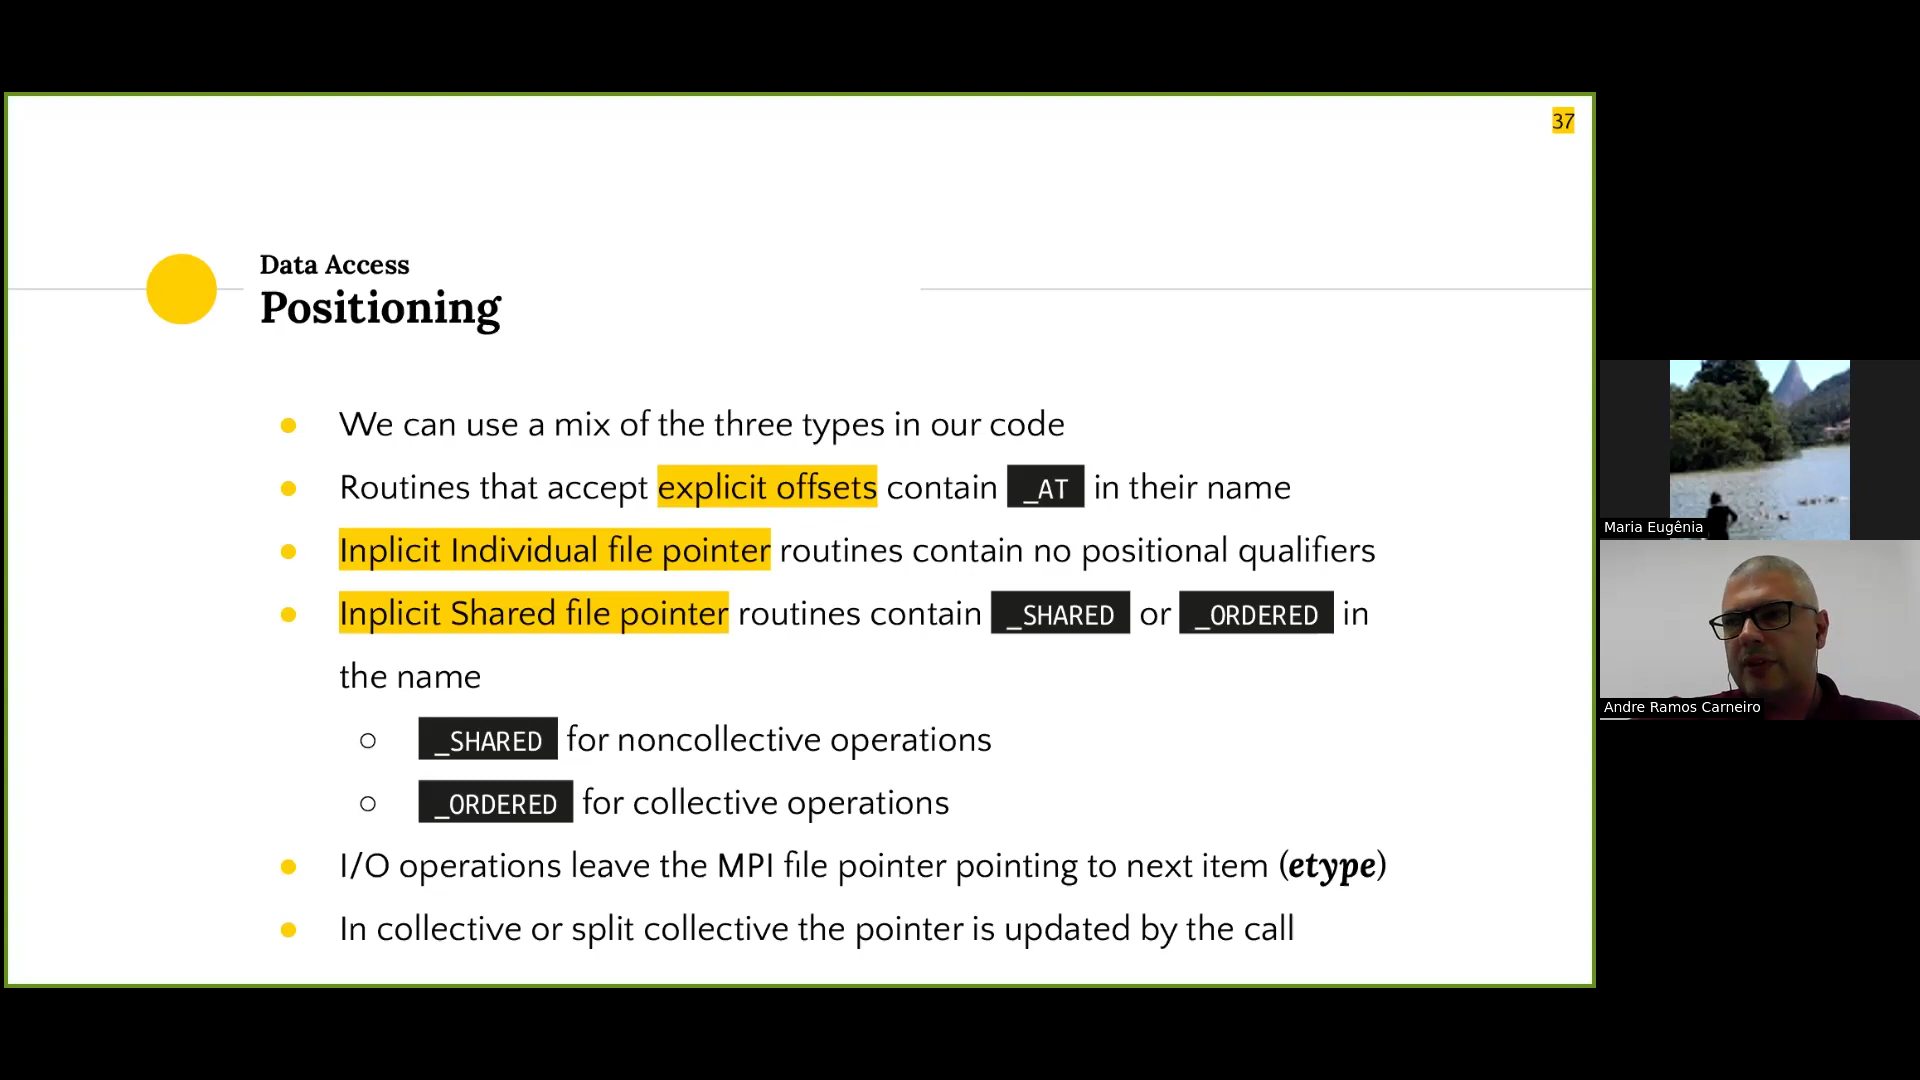 37
Data Access
Positioning
● We can use a mix of the three types in our code
● Routines that accept explicit offsets contain _AT in their name
● Inplicit Individual file pointer routines contain no positional qualifiers
● Inplicit Shared file pointer routines contain _SHARED or _ORDERED in
the name
○ _SHARED for noncollective operations
○ _ORDERED for collective operations
● I/O operations leave the MPI file pointer pointing to next item (etype)
● In collective or split collective the pointer is updated by the call
Maria Eugênia
Andre Ramos Carneiro